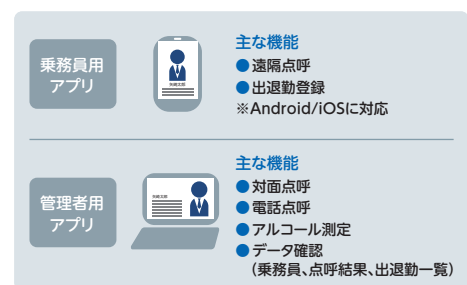 乗務員用
アプリ
主な機能
●遠隔点呼
●出退勤登録
※Android/iOSに対応
管理者用
アプリ
主な機能
●対面点呼
●電話点呼
●アルコール測定
●データ確認
(乗務員、点呼結果、出退勤一覧)